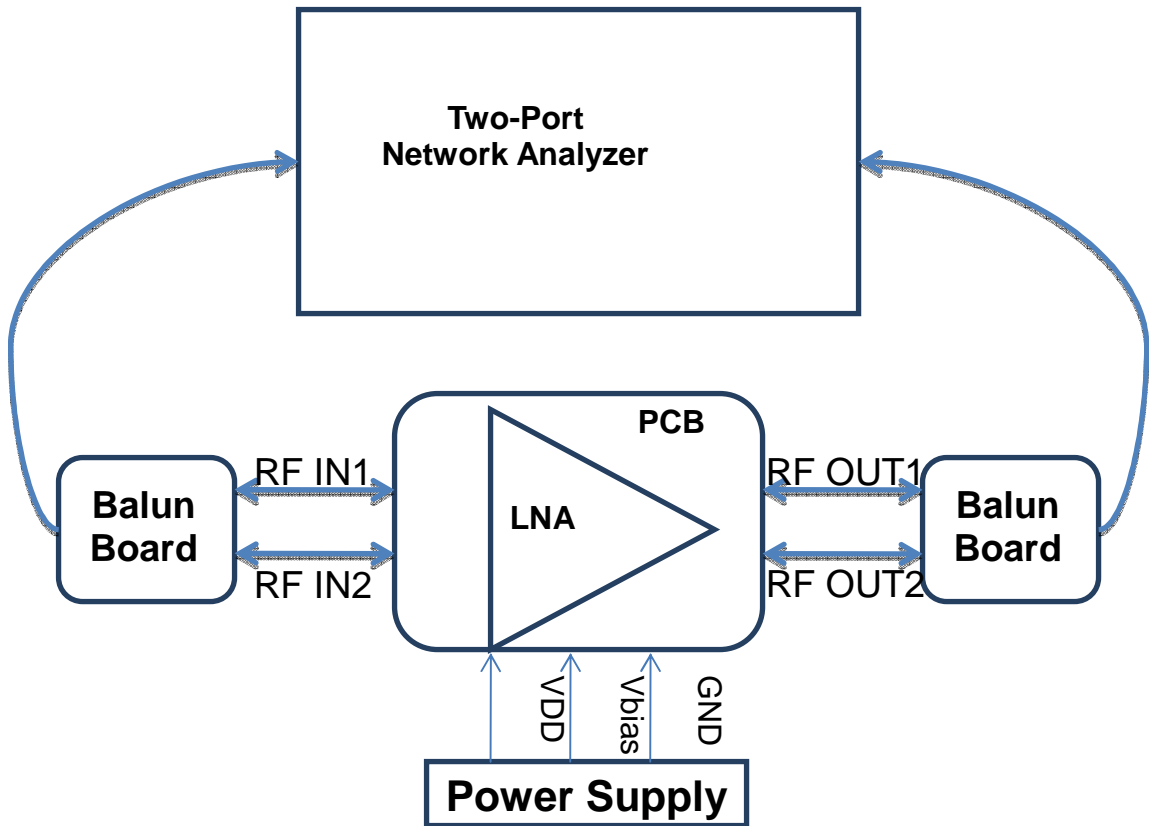 Two-Port
Network Analyzer
PCB
RF IN1
RF OUT1
Balun
Board
LNA
Balun
Board
RF IN2
RF OUT2
VDD
Vbias
GND
Power Supply